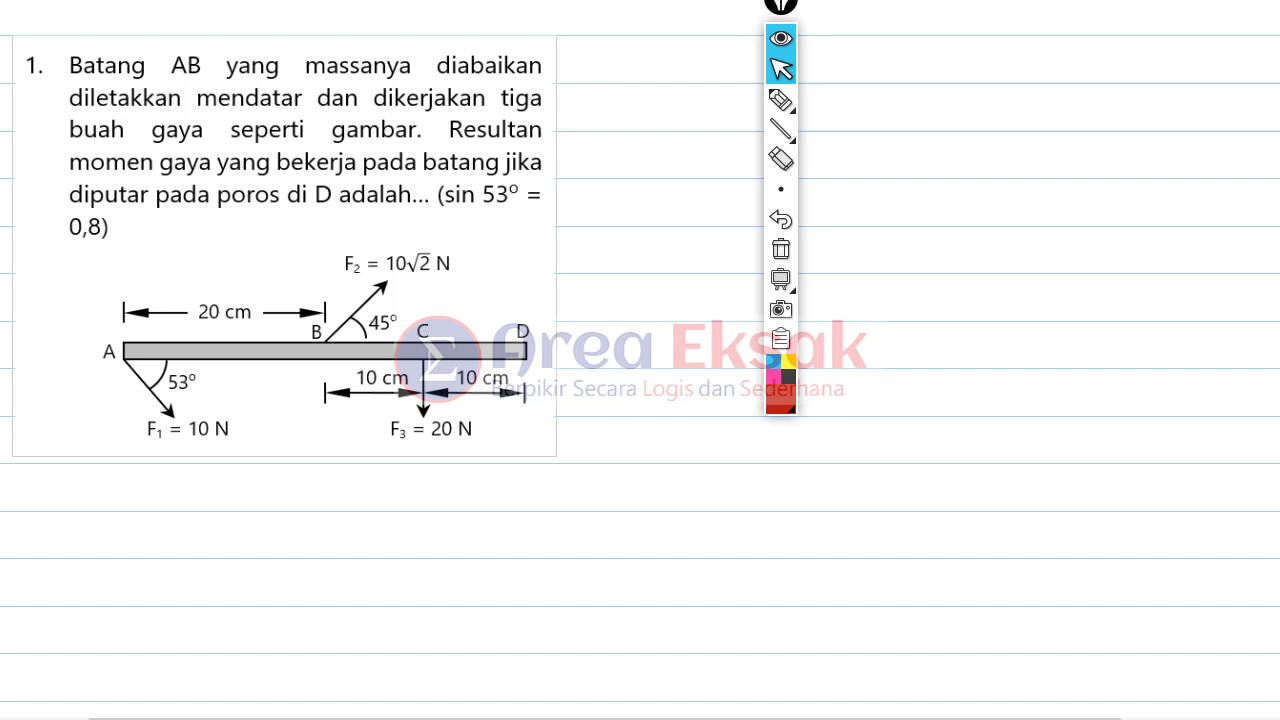 1. Batang AB yang massanya diabaikan
diletakkan mendatar dan dikerjakan tiga
buah gaya seperti gambar. Resultan
momen gaya yang bekerja pada batang jika
diputar pada poros di D adalah... (sin 53° =
0,8)
F₂ = 10√2 N
20 cm
B
45°
C
D
A
Σ
Area Eksak
53°
10 cm
10 cm
Berpikir Secara Logis dan Sederhana
F₁ = 10 N
F₃ = 20 N